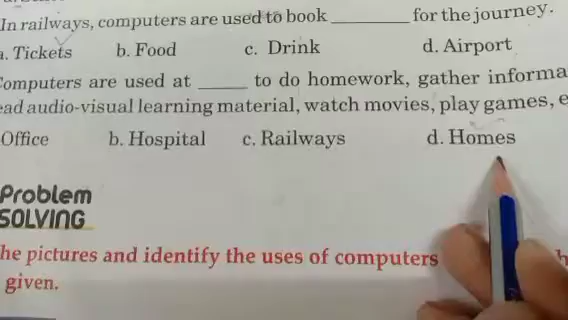 In railways, computers are used to book ________ for the journey.
a. Tickets b. Food c. Drink d. Airport
Computers are used at _____ to do homework, gather informa
ead audio-visual learning material, watch movies, play games, e
Office b. Hospital c. Railways d. Homes
Problem
SOLVING
he pictures and identify the uses of computers
given.